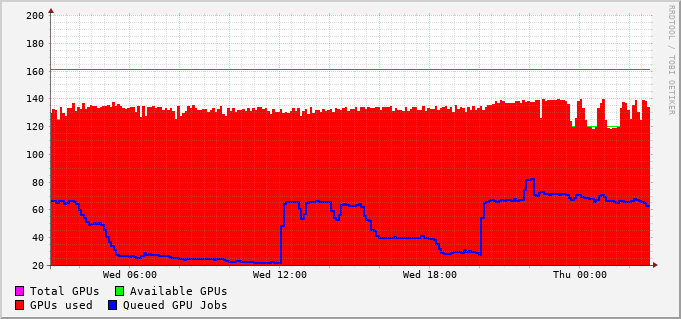 200
180
160
140
120
100
80
60
40
20
Wed 06:00 Wed 12:00 Wed 18:00 Thu 00:00
Total GPUs Available GPUs
GPUs used Queued GPU Jobs
RRDTOOL / TOBI OETIKER